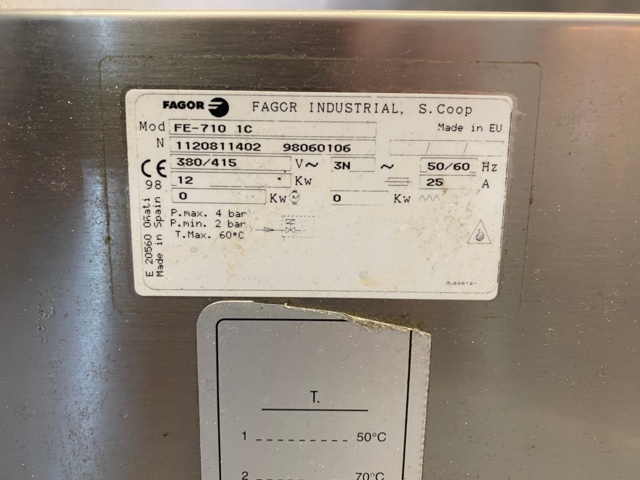 FAGOR FAGOR INDUSTRIAL, S.Coop
Mod FE-710 1C Made in EU
N 1120811402 98060106
380/415 V~ 3N ~ 50/60 Hz
CE 98
12 Kw 25 A
0 Kw 0 Kw
P.max. 4 bar
P.min. 2 bar
T.Max. 60ºC
E 20560 Oñati
Made in Spain
T.
1 ---------- 50°C
2 ---------- 70°C